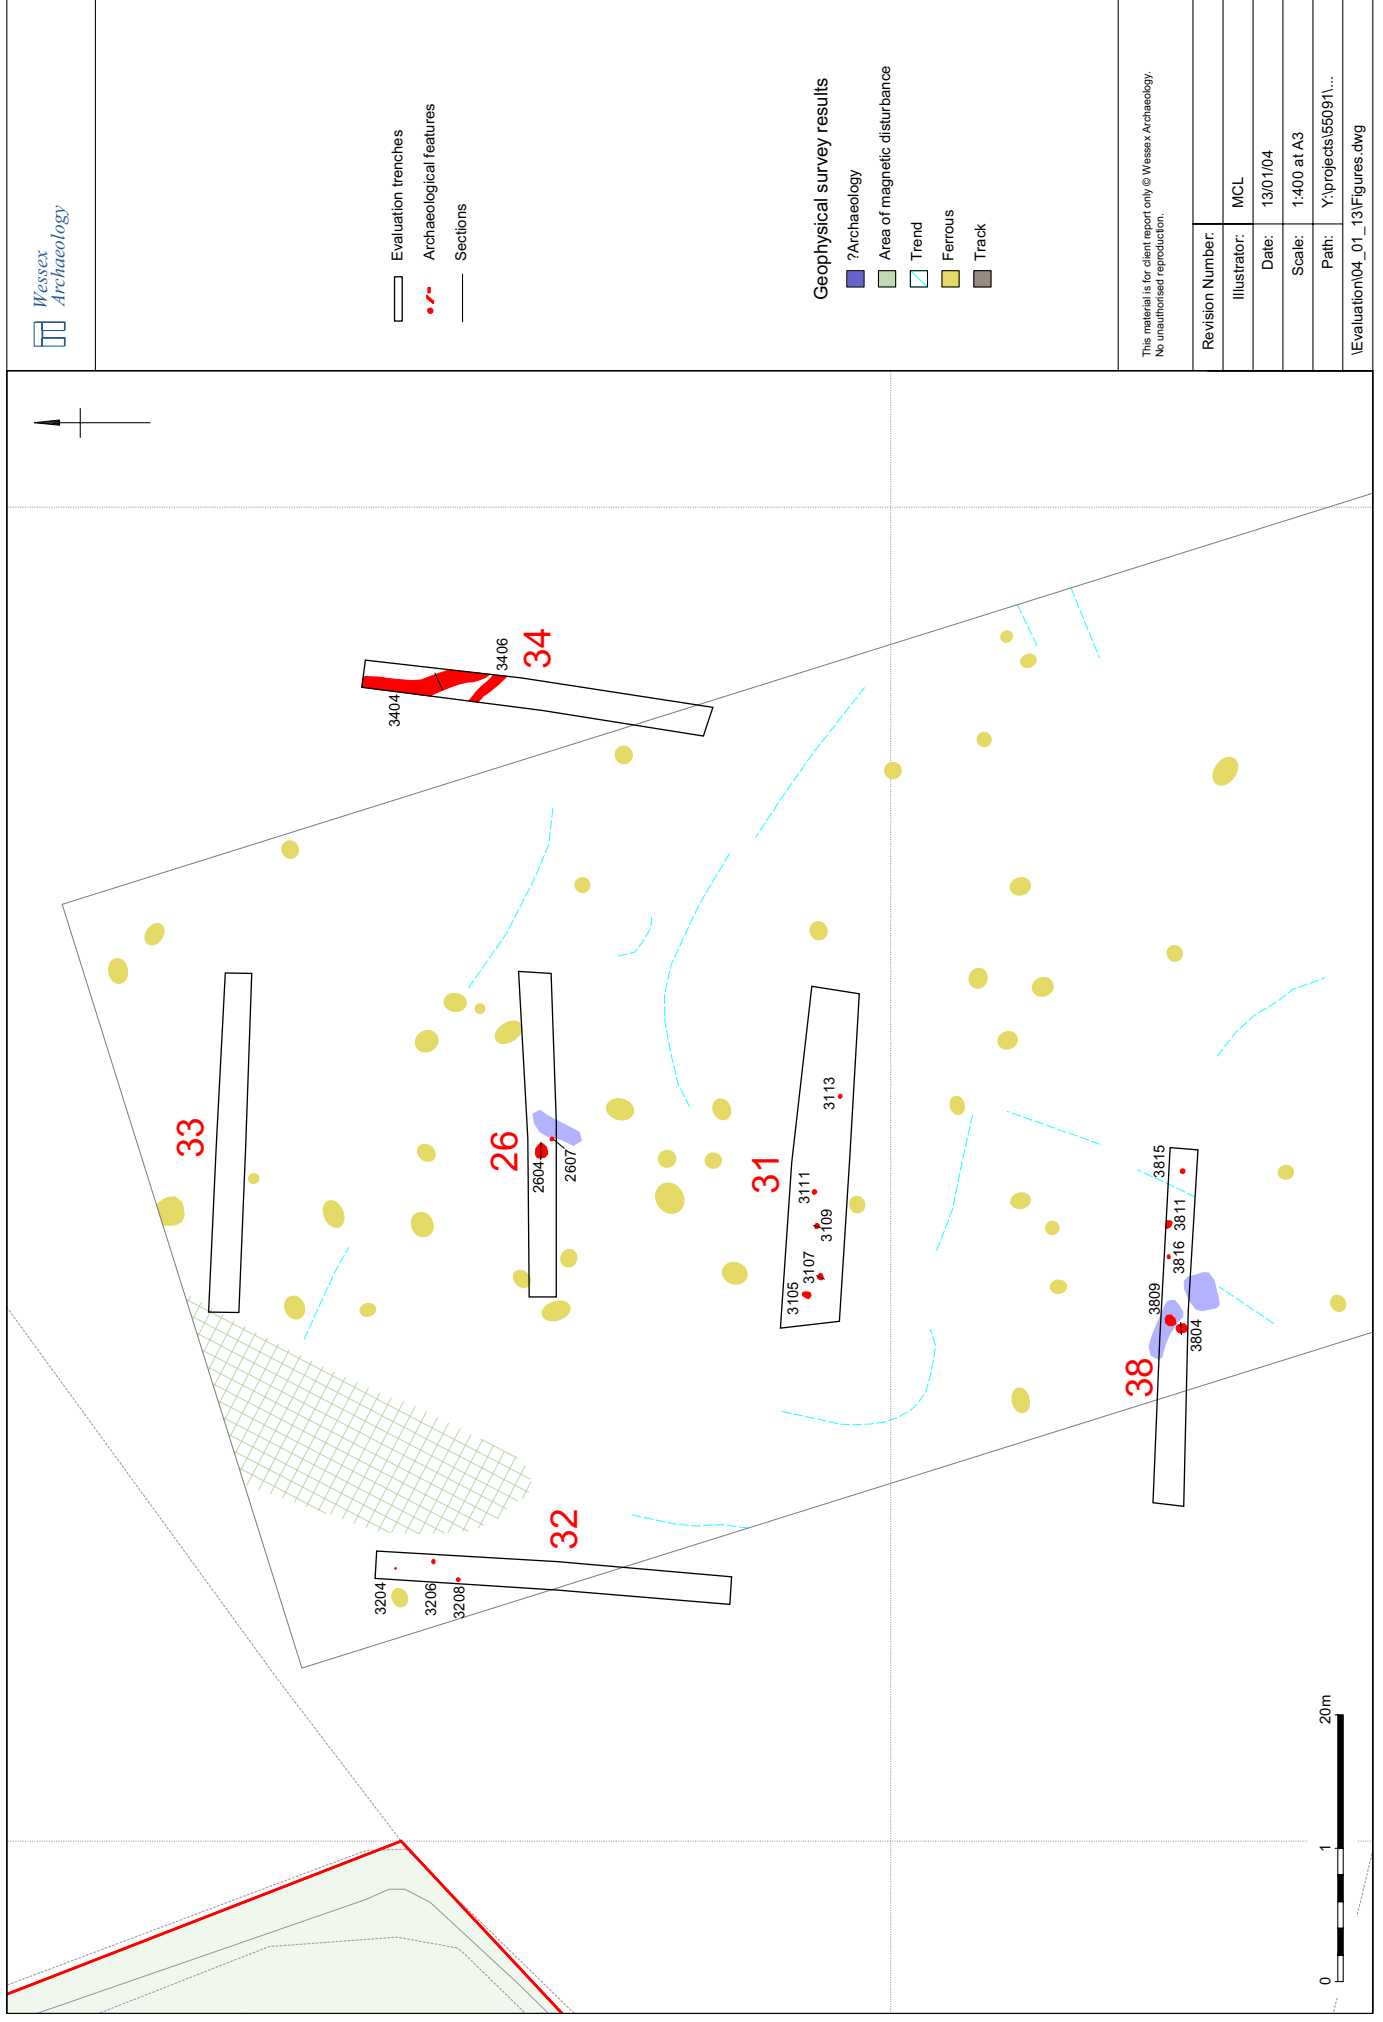 Wessex
Archaeology
Evaluation trenches
Archaeological features
Sections
Geophysical survey results
?Archaeology
Area of magnetic disturbance
Trend
Ferrous
Track
This material is for client report only © Wessex Archaeology.
No unauthorised reproduction.
Revision Number:
Illustrator: MCL
Date: 13/01/04
Scale: 1:400 at A3
Path: Y:\projects\55091\...
\Evaluation\04_01_13\Figures.dwg
33
34
3404
3406
26
2604
2607
31
3105
3107
3109
3111
3113
32
3204
3206
3208
38
3809
3804
3816
3811
3815
0 1 20m